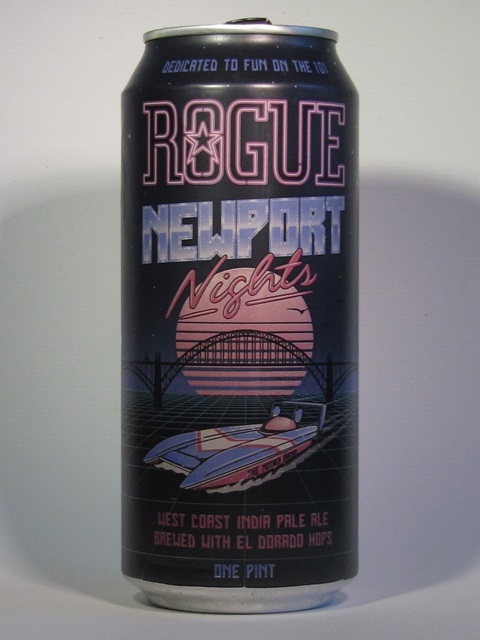 DEDICATED TO FUN ON THE 101
ROGUE
NEWPORT
Nights
WEST COAST INDIA PALE ALE
BREWED WITH EL DORADO HOPS
ONE PINT